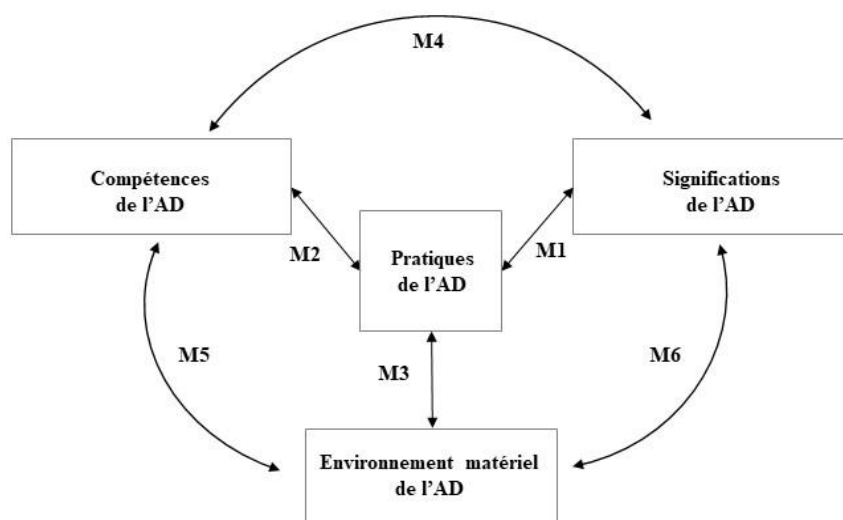 M4
Compétences
de l'AD
Significations
de l'AD
M2
Pratiques
de l'AD
M1
M5
M3
M6
Environnement matériel
de l'AD